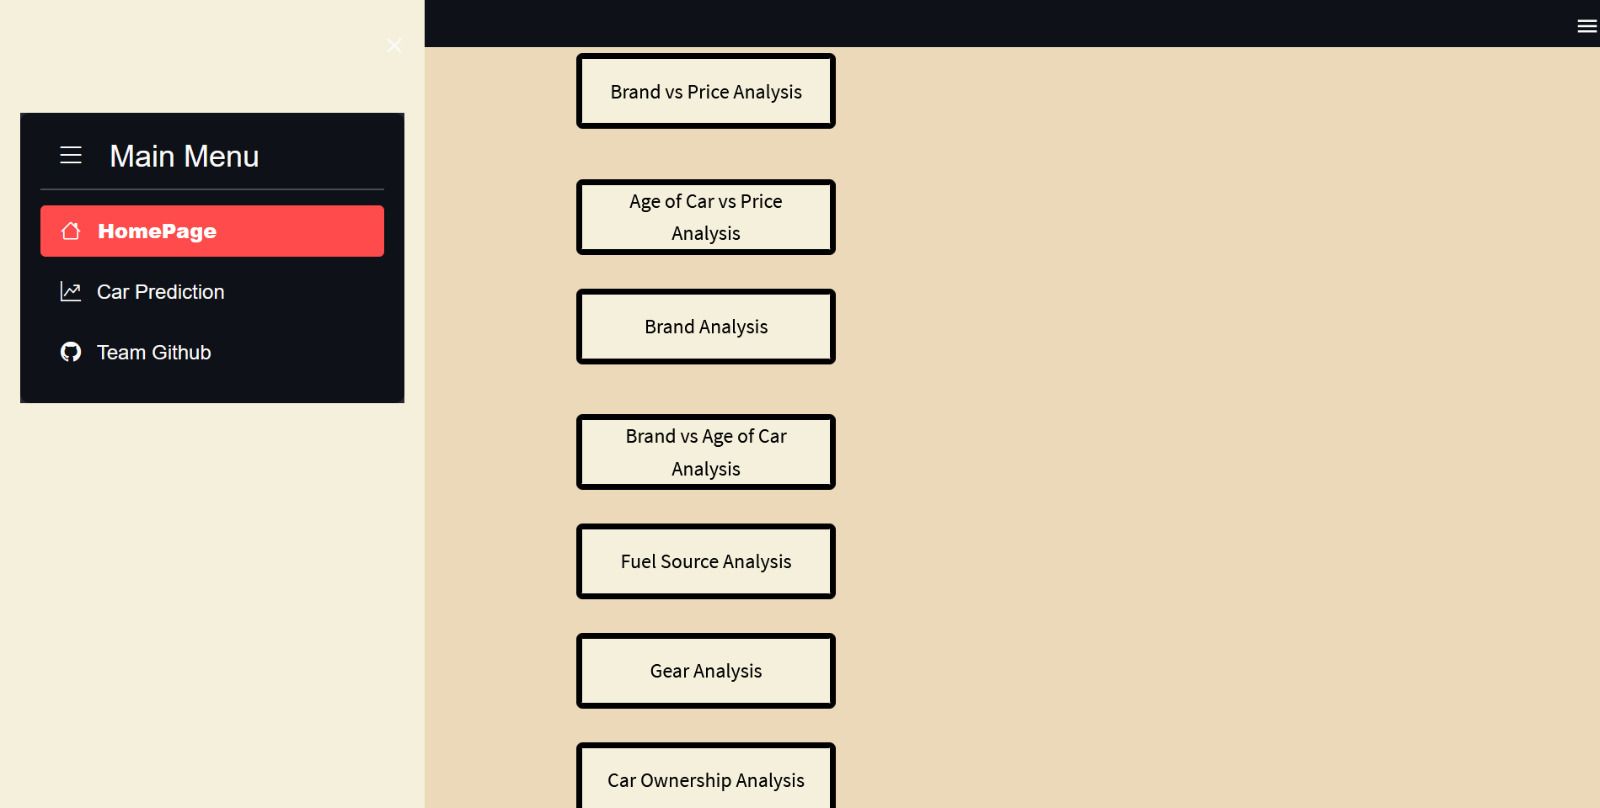 Main Menu
HomePage
Car Prediction
Team Github
Brand vs Price Analysis
Age of Car vs Price
Analysis
Brand Analysis
Brand vs Age of Car
Analysis
Fuel Source Analysis
Gear Analysis
Car Ownership Analysis